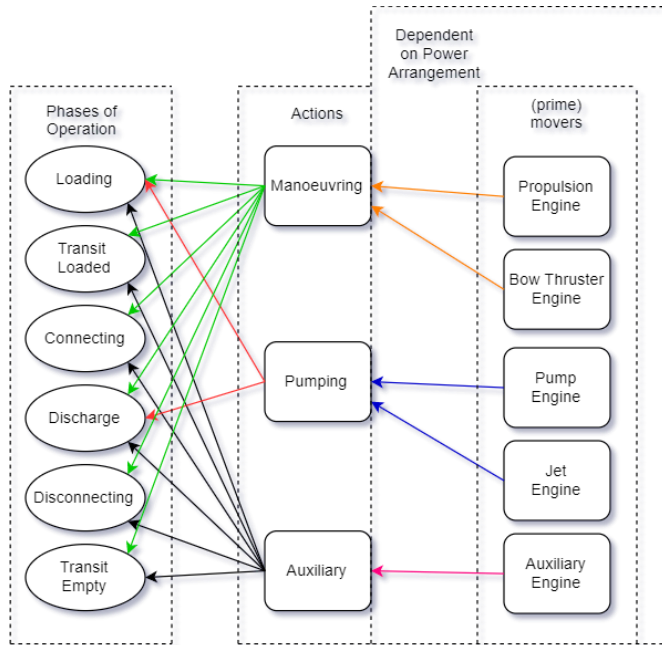 Dependent
on Power
Arrangement
Phases of
Operation
Actions
(prime)
movers
Loading
Transit
Loaded
Connecting
Discharge
Disconnecting
Transit
Empty
Manoeuvring
Pumping
Auxiliary
Propulsion
Engine
Bow Thruster
Engine
Pump
Engine
Jet
Engine
Auxiliary
Engine